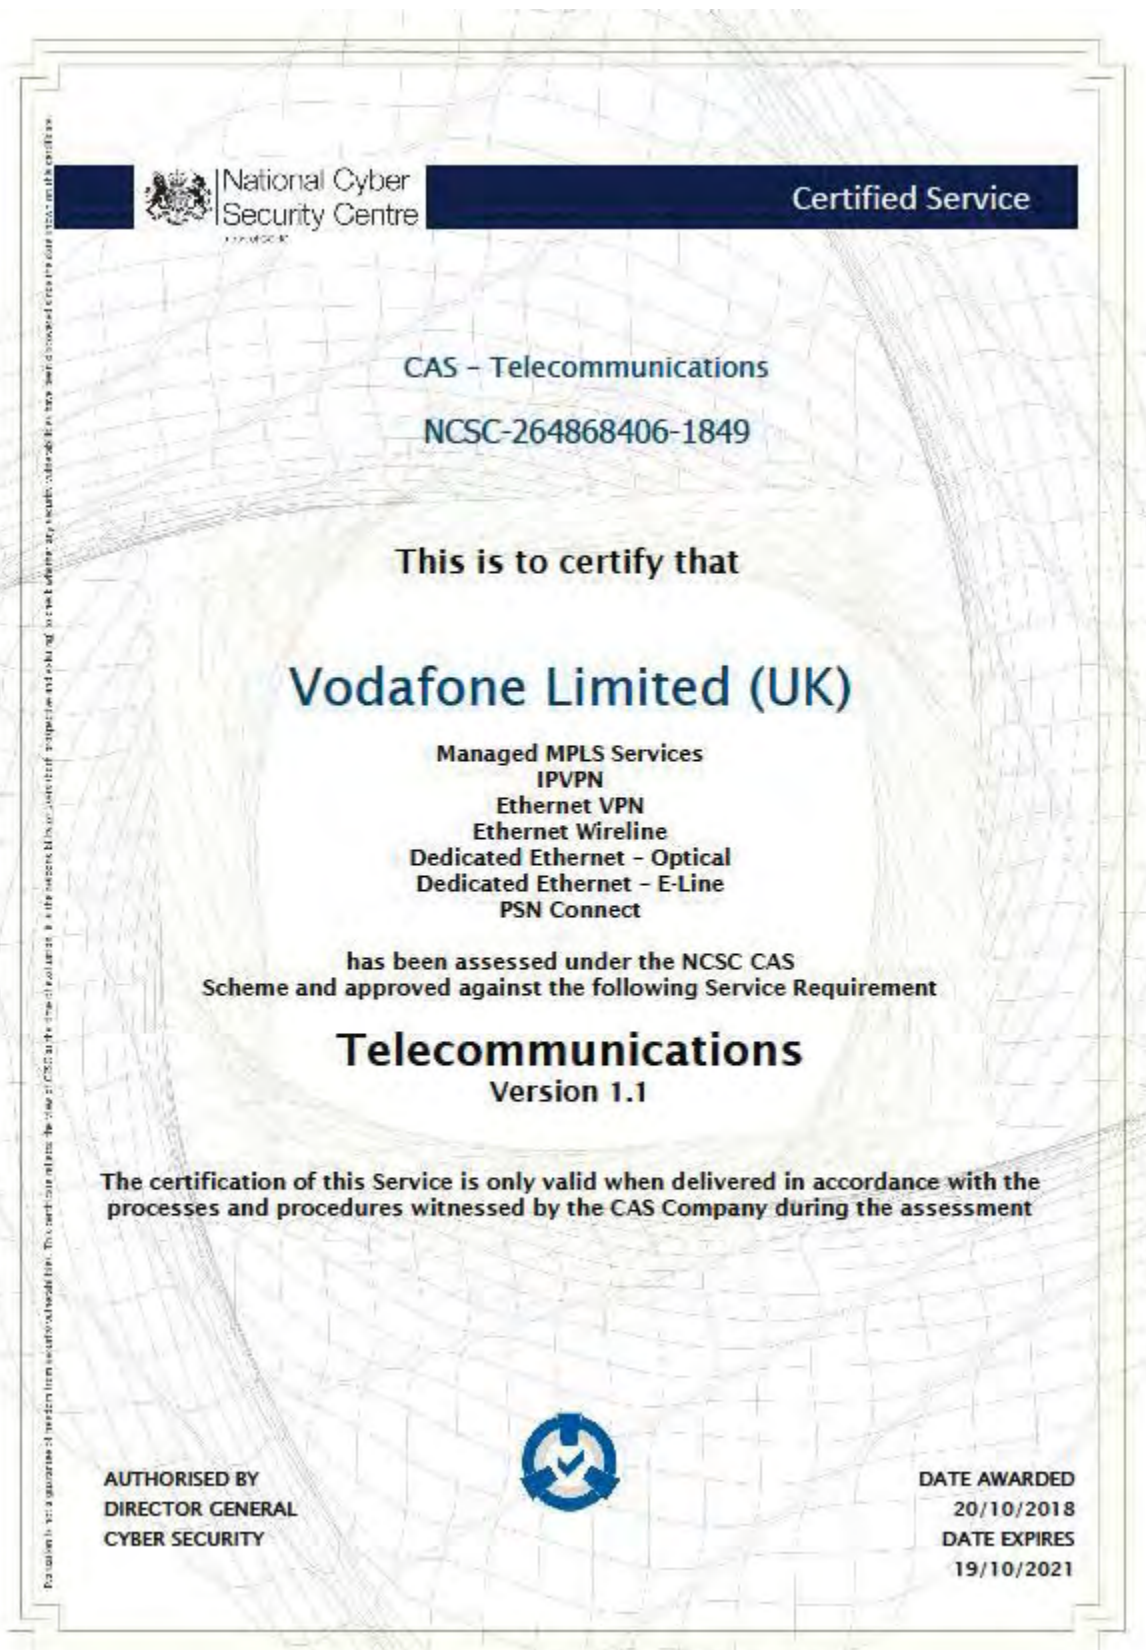 National Cyber
Security Centre
Certified Service
CAS – Telecommunications
NCSC-264868406-1849
This is to certify that
Vodafone Limited (UK)
Managed MPLS Services
IPVPN
Ethernet VPN
Ethernet Wireline
Dedicated Ethernet – Optical
Dedicated Ethernet – E-Line
PSN Connect
has been assessed under the NCSC CAS
Scheme and approved against the following Service Requirement
Telecommunications
Version 1.1
The certification of this Service is only valid when delivered in accordance with the
processes and procedures witnessed by the CAS Company during the assessment
AUTHORISED BY
DIRECTOR GENERAL
CYBER SECURITY
DATE AWARDED
20/10/2018
DATE EXPIRES
19/10/2021